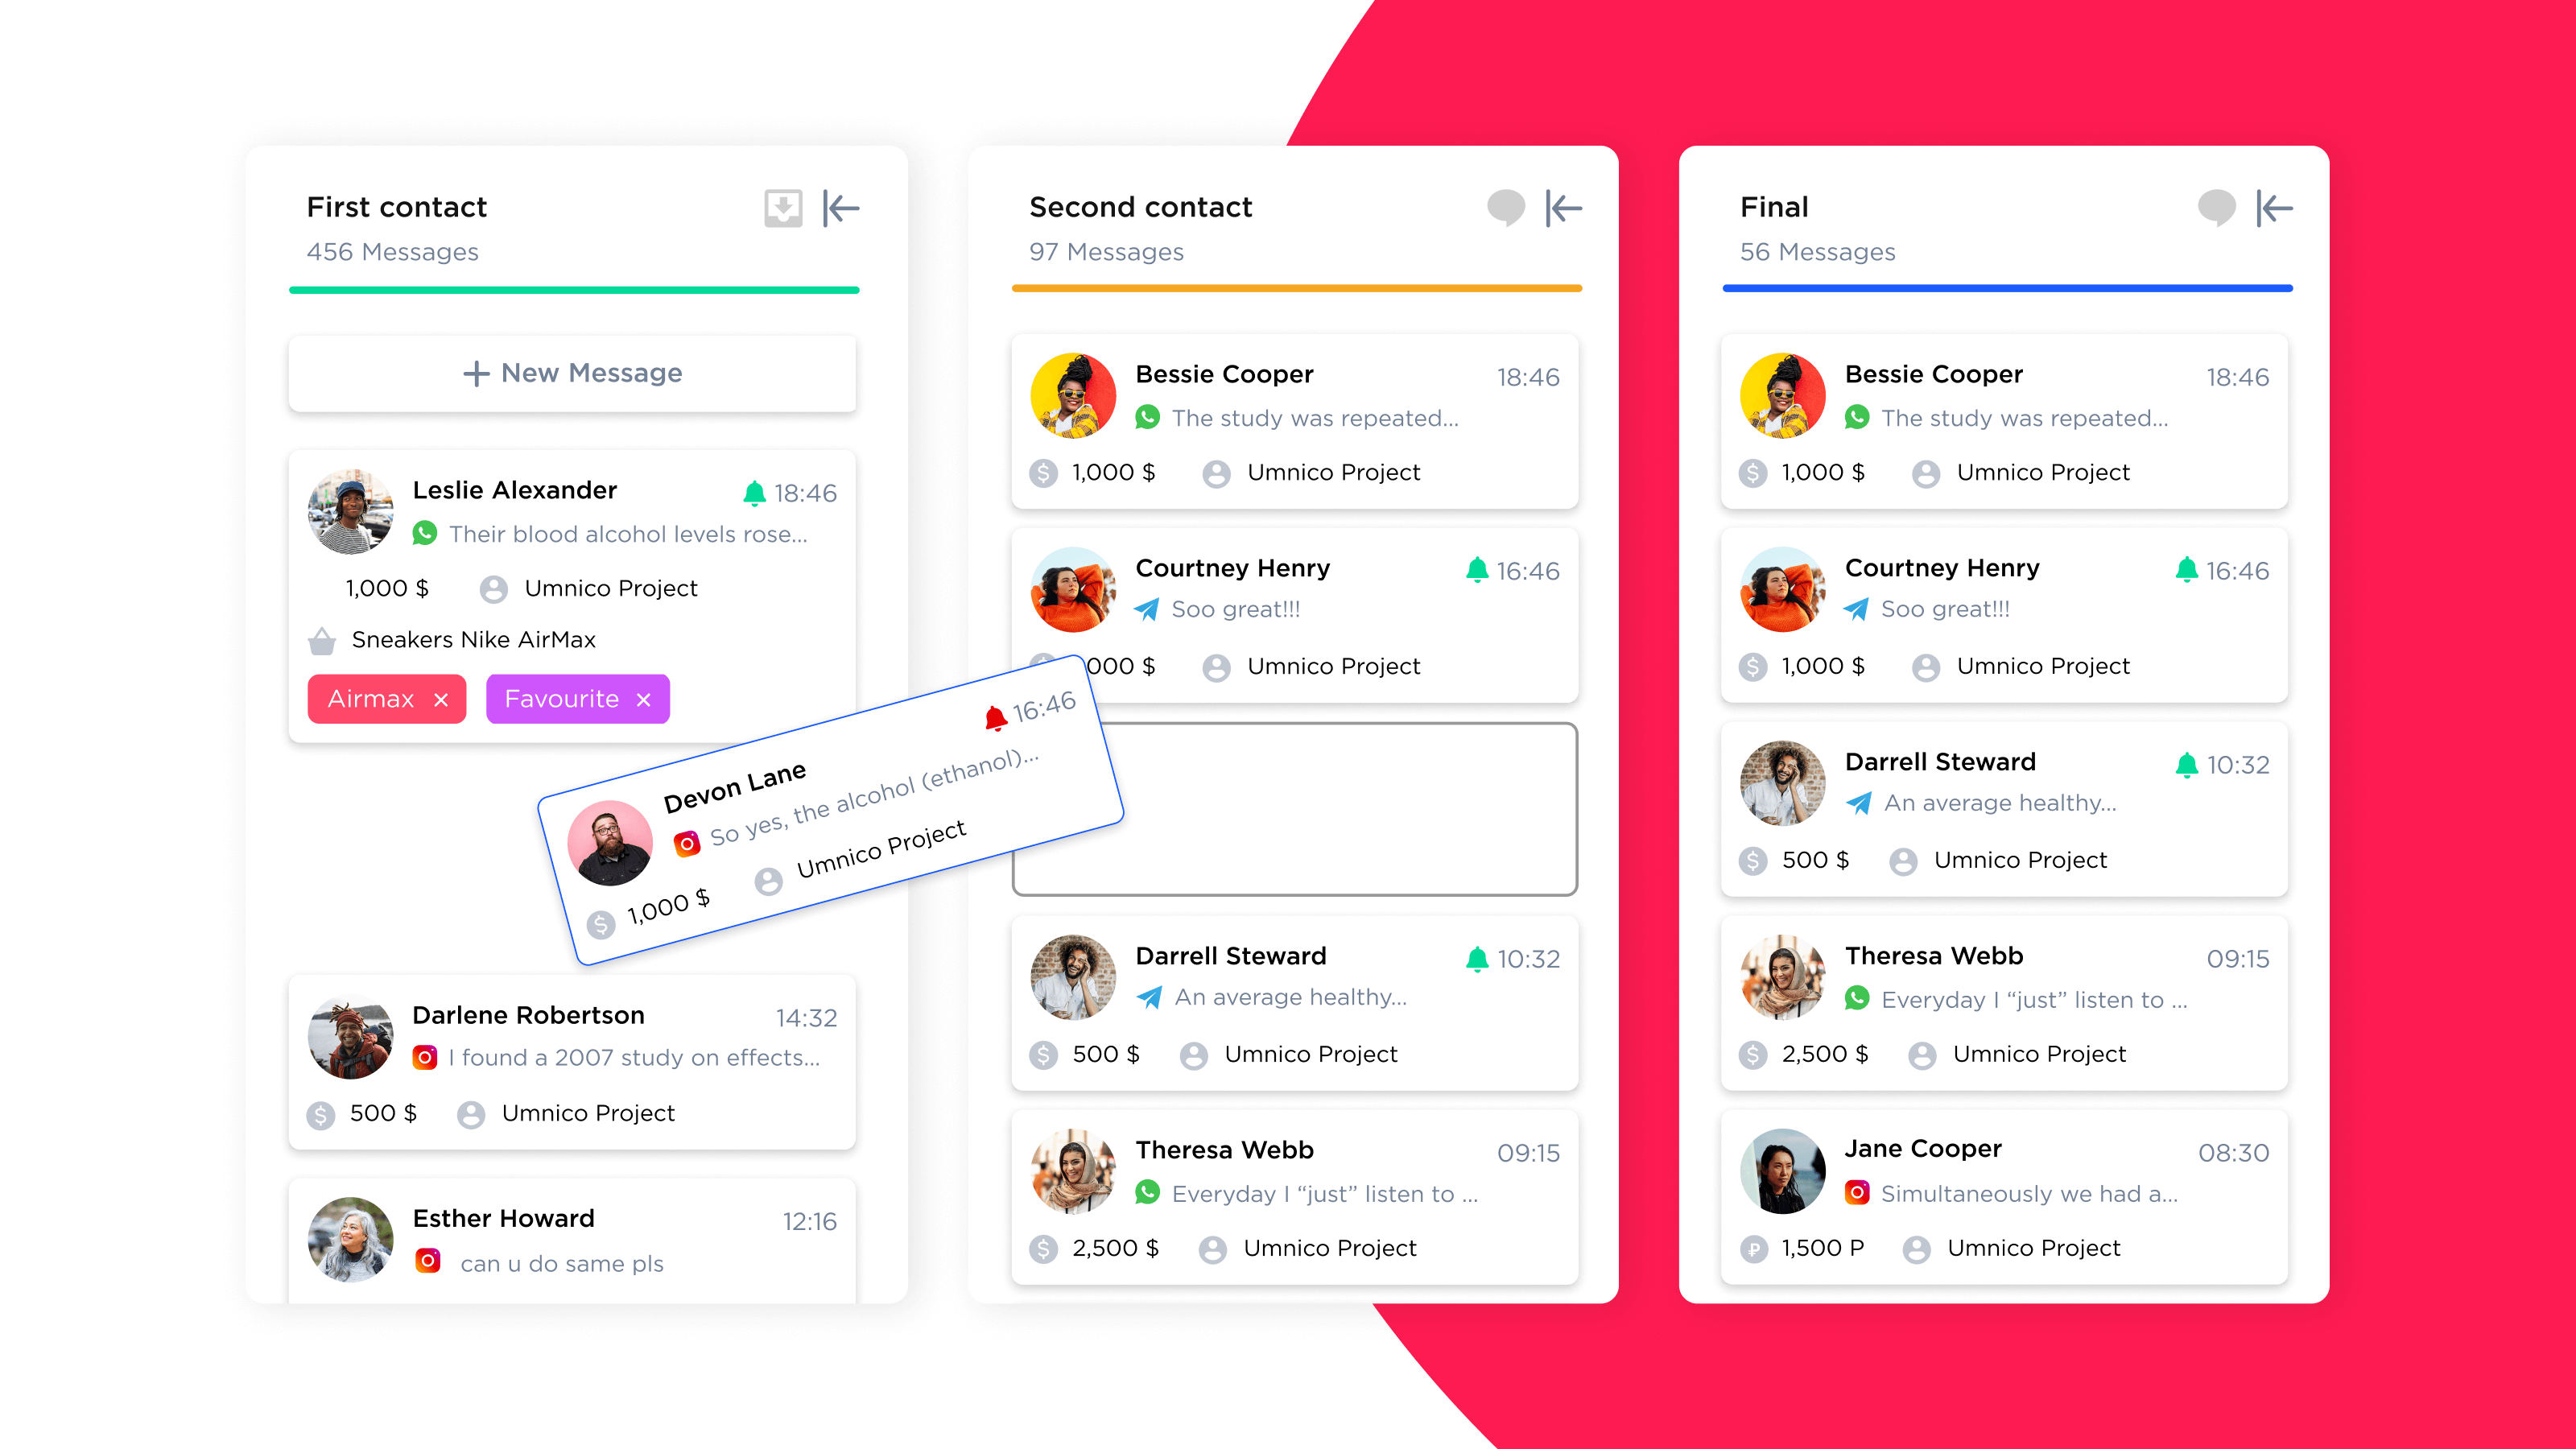 First contact
456 Messages
+ New Message
Leslie Alexander
18:46
Their blood alcohol levels rose...
1,000 $
Umnico Project
Sneakers Nike AirMax
Airmax ×
Favourite ×
Devon Lane
16:46
So yes, the alcohol (ethanol)...
1,000 $
Umnico Project
Darlene Robertson
14:32
I found a 2007 study on effects...
500 $
Umnico Project
Esther Howard
12:16
can u do same pls
Second contact
97 Messages
Bessie Cooper
18:46
The study was repeated...
1,000 $
Umnico Project
Courtney Henry
16:46
Soo great!!!
000 $
Umnico Project
Darrell Steward
10:32
An average healthy...
500 $
Umnico Project
Theresa Webb
09:15
Everyday I “just” listen to ...
2,500 $
Umnico Project
Final
56 Messages
Bessie Cooper
18:46
The study was repeated...
1,000 $
Umnico Project
Courtney Henry
16:46
Soo great!!!
1,000 $
Umnico Project
Darrell Steward
10:32
An average healthy...
500 $
Umnico Project
Theresa Webb
09:15
Everyday I “just” listen to ...
2,500 $
Umnico Project
Jane Cooper
08:30
Simultaneously we had a...
1,500 P
Umnico Project